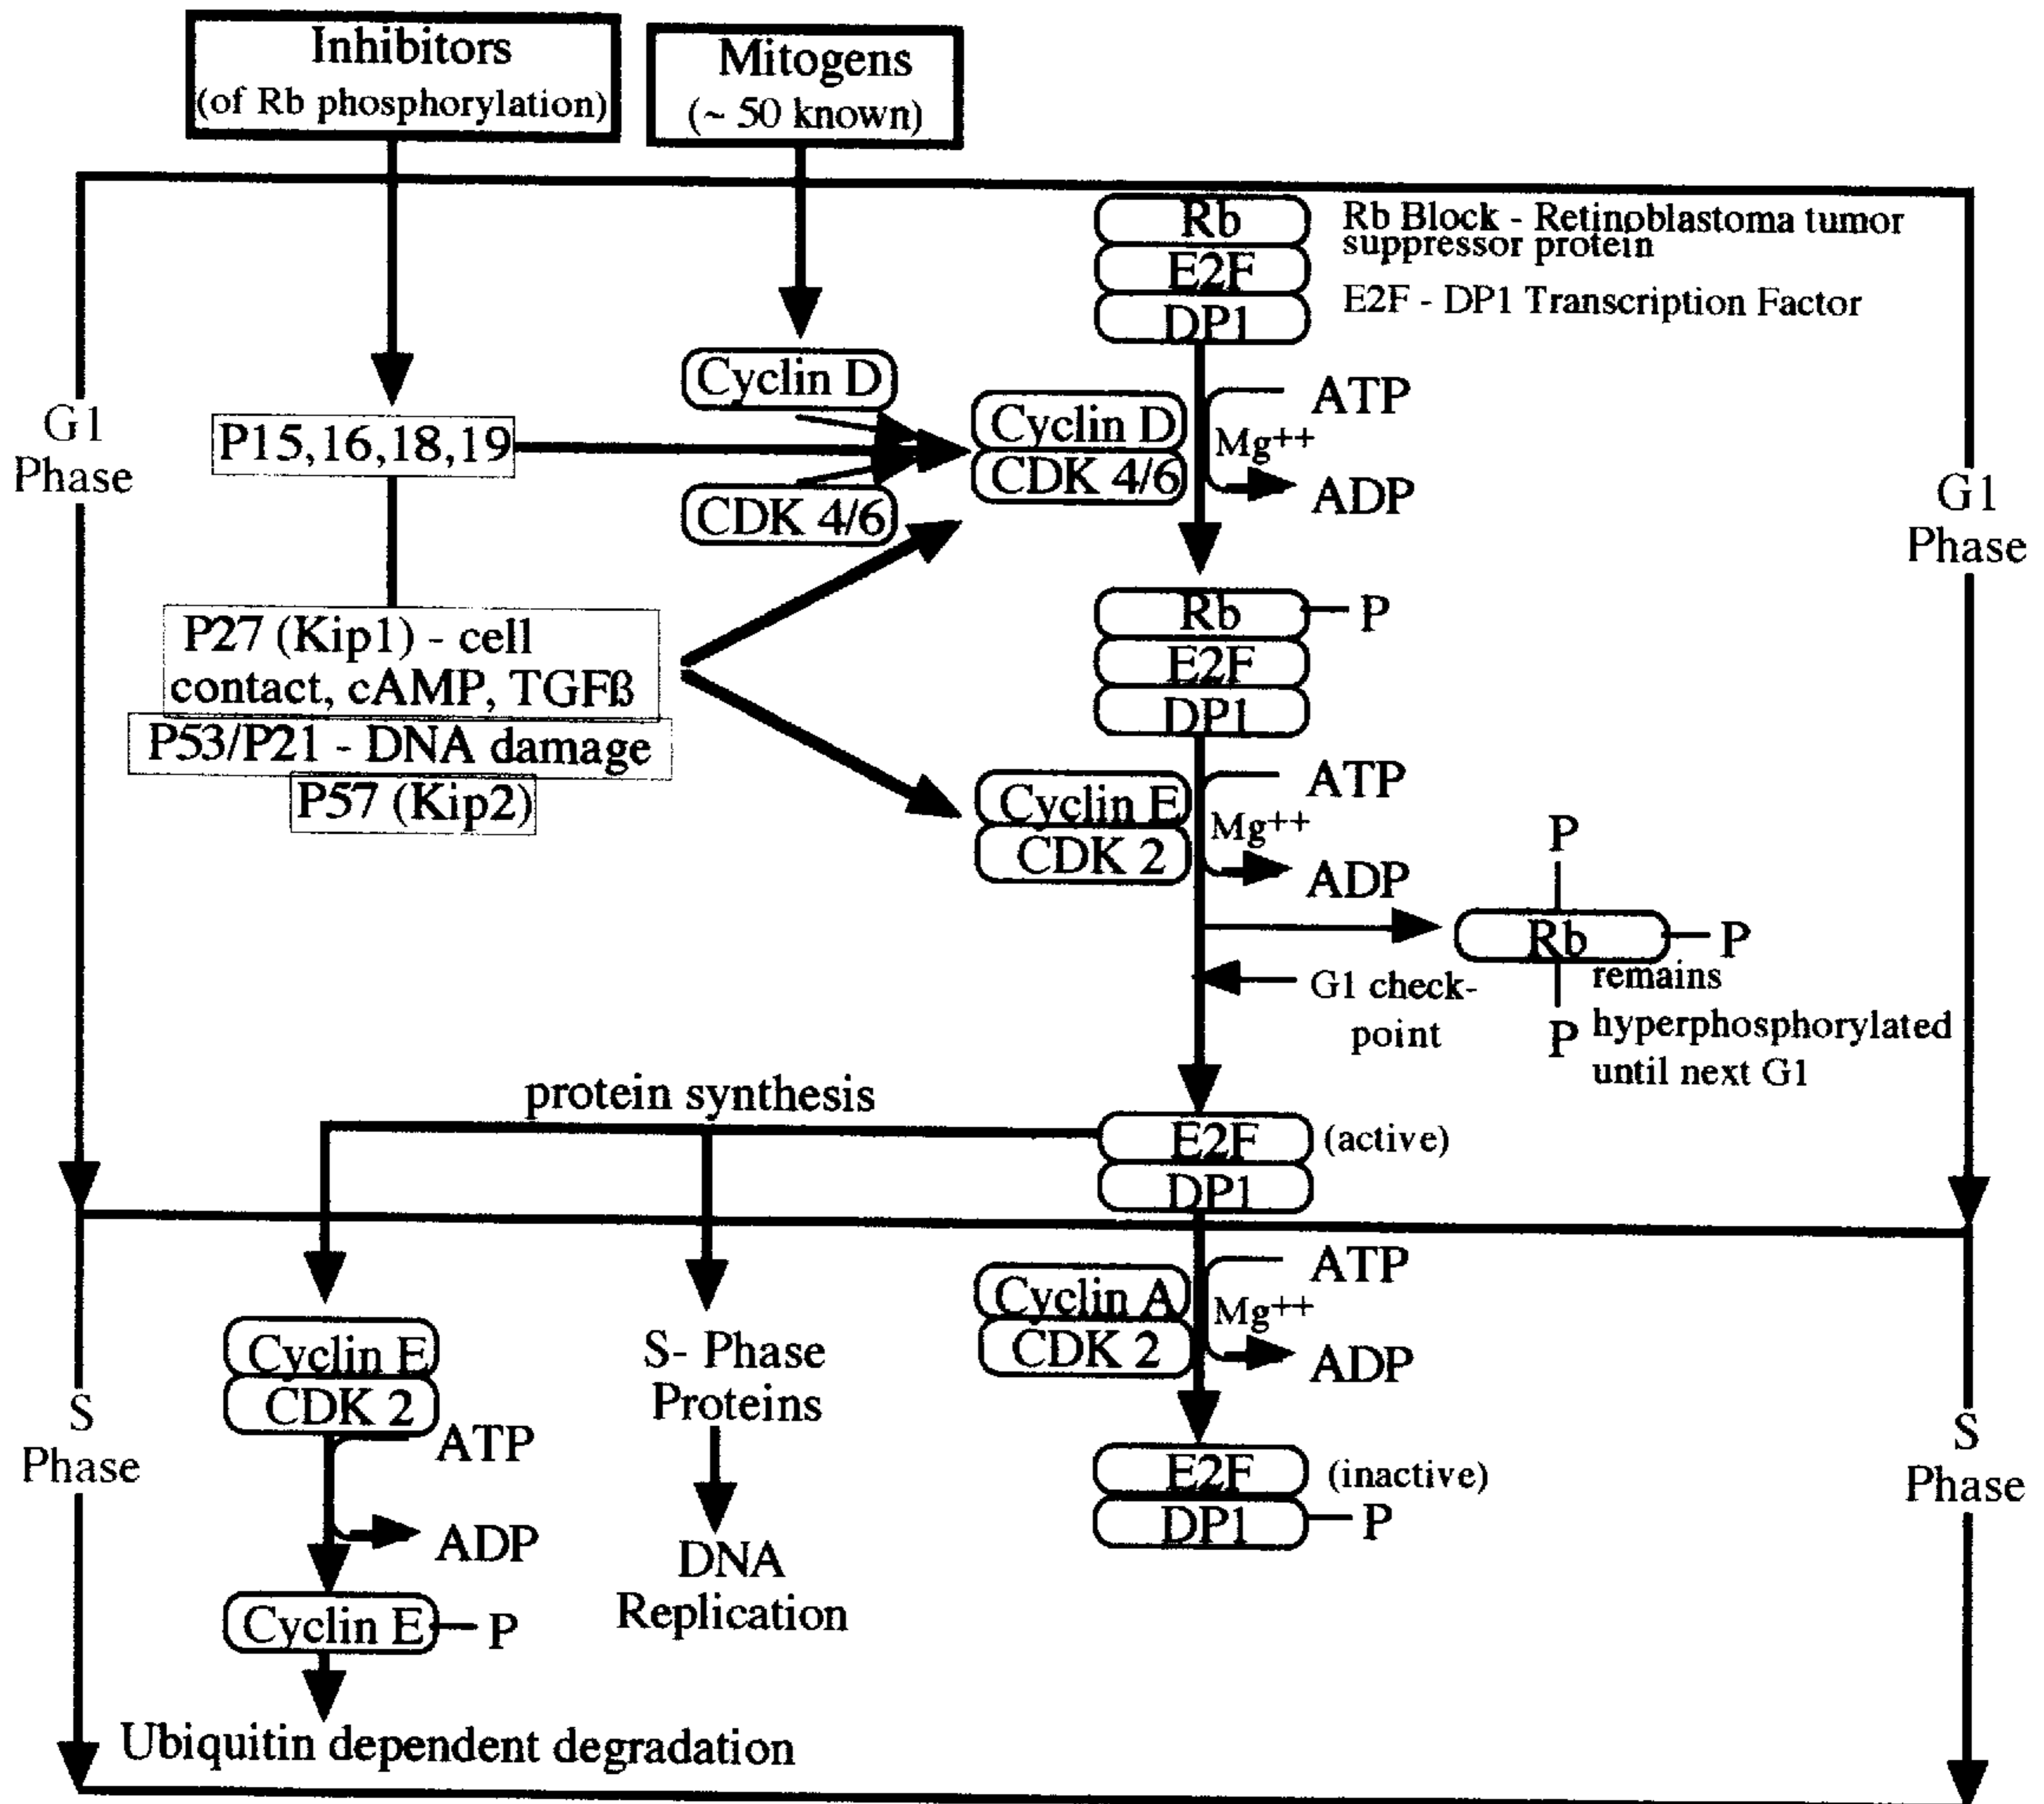 Inhibitors
(of Rb phosphorylation)
Mitogens
(~ 50 known)
Rb
E2F
DP1
Rb Block - Retinoblastoma tumor
suppressor protein
E2F - DP1 Transcription Factor
G1
Phase
P15,16,18,19
Cyclin D
CDK 4/6
Cyclin D
CDK 4/6
ATP
Mg++
ADP
G1
Phase
P27 (Kip1) - cell
contact, cAMP, TGFß
P53/P21 - DNA damage
P57 (Kip2)
Rb
P
E2F
DP1
Cyclin E
CDK 2
ATP
Mg++
ADP
P
Rb
P
P
remains
hyperphosphorylated
until next G1
G1 check-
point
protein synthesis
E2F
(active)
DP1
S
Phase
Cyclin E
CDK 2
ATP
ADP
Cyclin E
P
Ubiquitin dependent degradation
S- Phase
Proteins
DNA
Replication
Cyclin A
CDK 2
ATP
Mg++
ADP
E2F
(inactive)
DP1
P
S
Phase